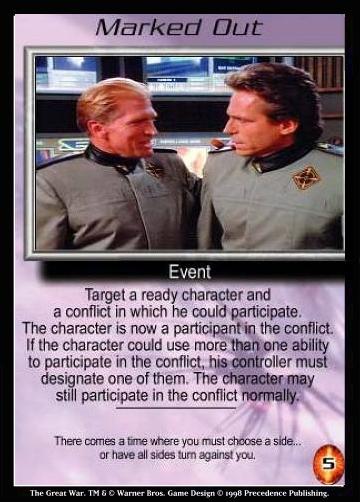 Marked Out
Event
Target a ready character and
a conflict in which he could participate.
The character is now a participant in the conflict.
If the character could use more than one ability
to participate in the conflict, his controller must
designate one of them. The character may
still participate in the conflict normally.
There comes a time where you must choose a side...
or have all sides turn against you.
5
The Great War. TM & © Warner Bros. Game Design © 1998 Precedence Publishing.